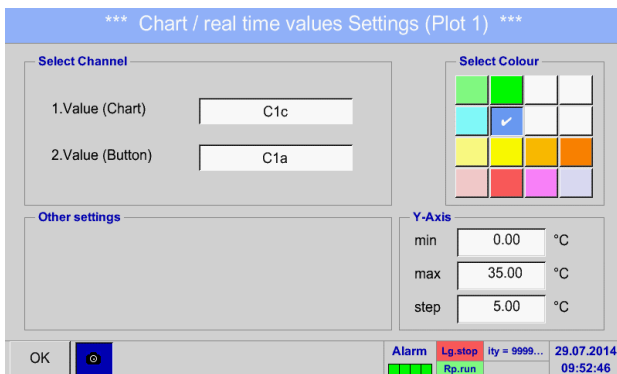 *** Chart / real time values Settings (Plot 1) ***
Select Channel
1.Value (Chart) C1c
2.Value (Button) C1a
Select Colour
Other settings
Y-Axis
min 0.00 °C
max 35.00 °C
step 5.00 °C
OK
Alarm Lg.stop ity = 9999... 29.07.2014
Rp.run 09:52:46